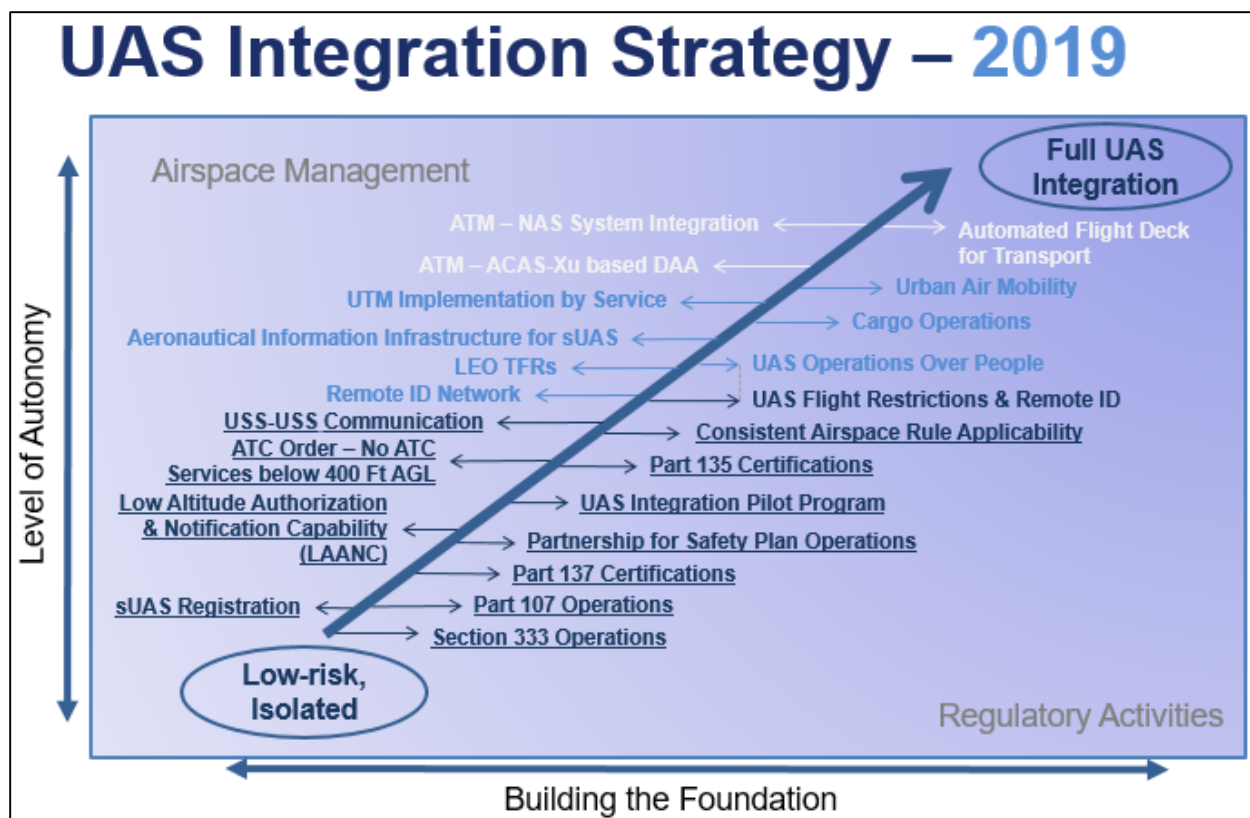 UAS Integration Strategy – 2019
Airspace Management
Full UAS
Integration
ATM – NAS System Integration
Automated Flight Deck
for Transport
ATM – ACAS-Xu based DAA
Urban Air Mobility
UTM Implementation by Service
Cargo Operations
Aeronautical Information Infrastructure for sUAS
UAS Operations Over People
LEO TFRs
Remote ID Network
UAS Flight Restrictions & Remote ID
USS-USS Communication
Consistent Airspace Rule Applicability
ATC Order – No ATC
Services below 400 Ft AGL
Part 135 Certifications
Low Altitude Authorization
& Notification Capability
(LAANC)
UAS Integration Pilot Program
Partnership for Safety Plan Operations
Part 137 Certifications
sUAS Registration
Part 107 Operations
Section 333 Operations
Low-risk,
Isolated
Regulatory Activities
Level of Autonomy
Building the Foundation